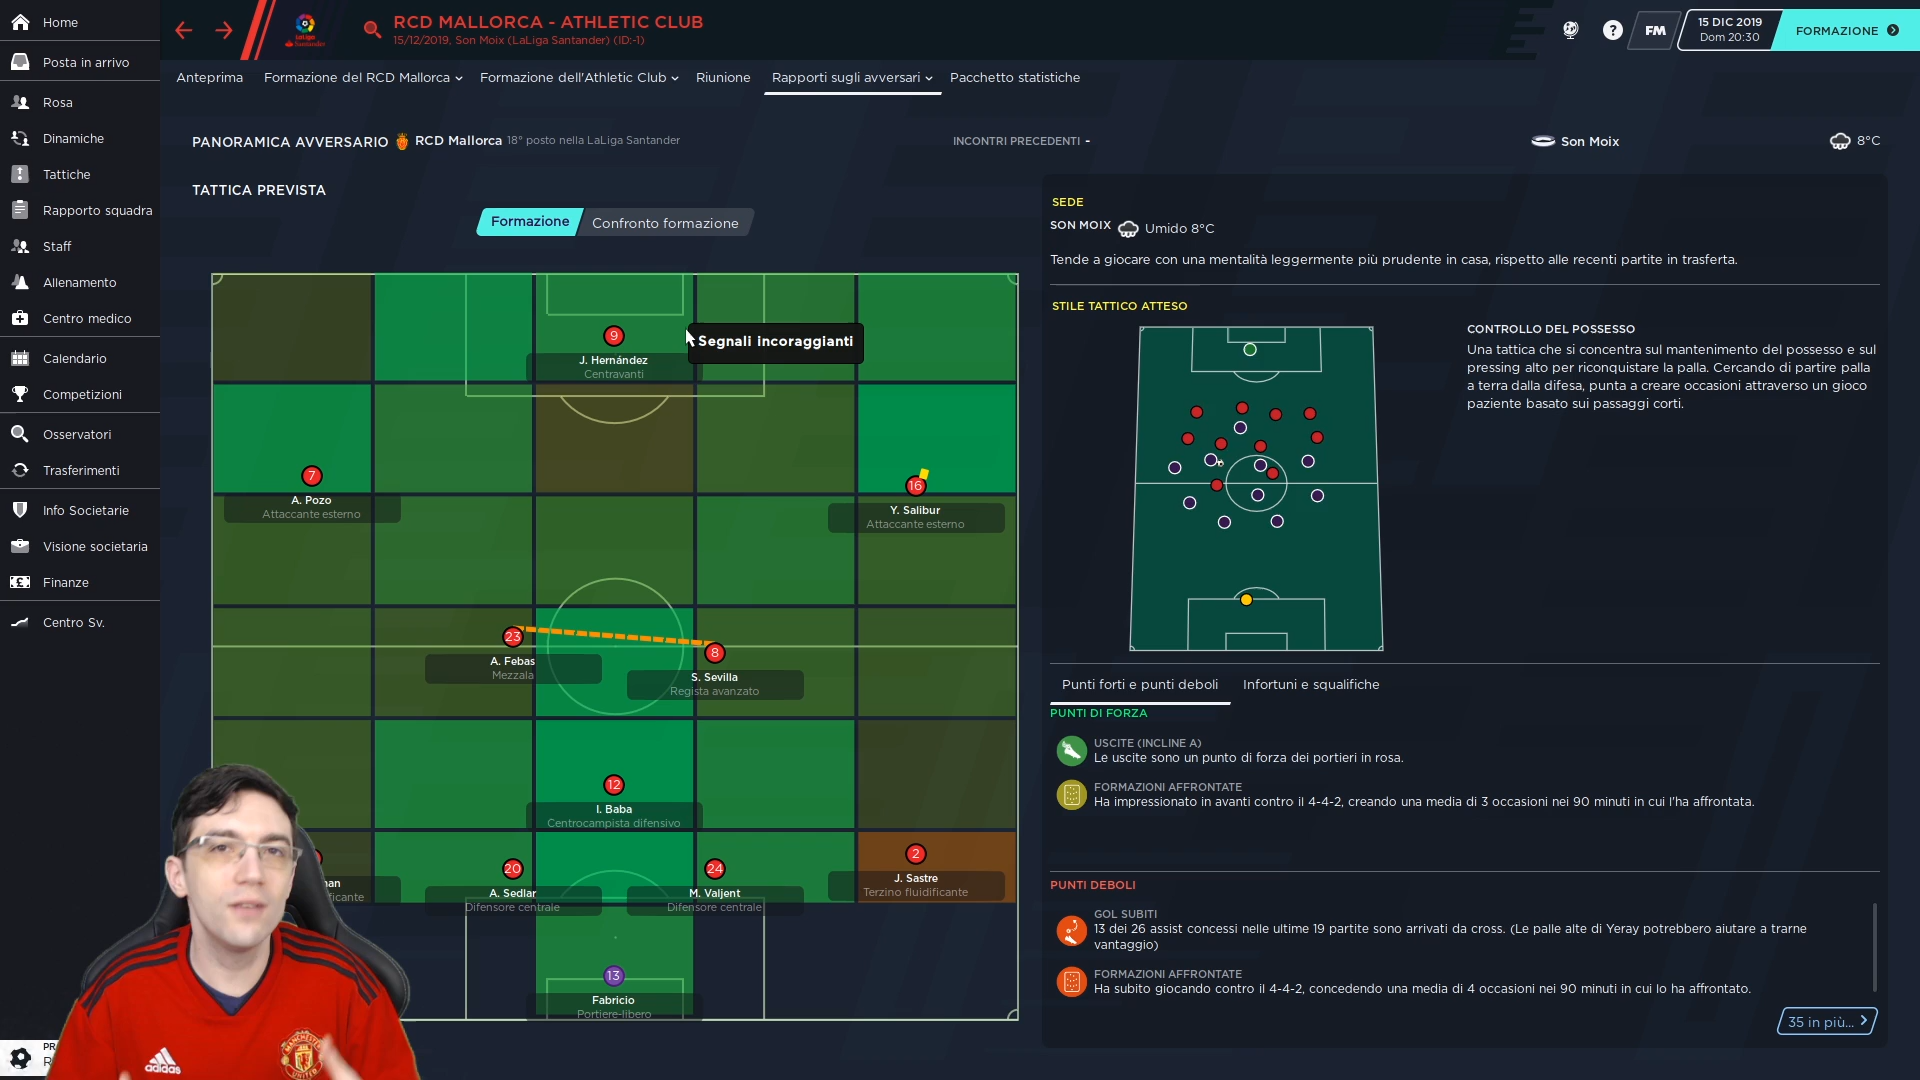 Home
Posta in arrivo
Rosa
Dinamiche
Tattiche
Rapporto squadra
Staff
Allenamento
Centro medico
Calendario
Competizioni
Osservatori
Trasferimenti
Info Societarie
Visione societaria
Finanze
Centro Sv.
RCD MALLORCA - ATHLETIC CLUB
15/12/2019, Son Moix (LaLiga Santander) (ID:-1)
?
FM
15 DIC 2019
Dom 20:30
FORMAZIONE
Anteprima
Formazione del RCD Mallorca
Formazione dell'Athletic Club
Riunione
Rapporti sugli avversari
Pacchetto statistiche
PANORAMICA AVVERSARIO
RCD Mallorca 18° posto nella LaLiga Santander
INCONTRI PRECEDENTI -
Son Moix
8°C
TATTICA PREVISTA
Formazione
Confronto formazione
9
J. Hernández
Centravanti
Segnali incoraggianti
7
A. Pozo
Attaccante esterno
16
Y. Salibur
Attaccante esterno
23
A. Febas
Mezzala
8
S. Sevilla
Regista avanzato
12
I. Baba
Centrocampista difensivo
20
A. Sedlar
Difensore centrale
24
M. Valjent
Difensore centrale
2
J. Sastre
Terzino fluidificante
13
Fabricio
Portiere-libero
SEDE
SON MOIX Umido 8°C
Tende a giocare con una mentalità leggermente più prudente in casa, rispetto alle recenti partite in trasferta.
STILE TATTICO ATTESO
CONTROLLO DEL POSSESSO
Una tattica che si concentra sul mantenimento del possesso e sul
pressing alto per riconquistare la palla. Cercando di partire palla
a terra dalla difesa, punta a creare occasioni attraverso un gioco
paziente basato sui passaggi corti.
Punti forti e punti deboli
Infortuni e squalifiche
PUNTI DI FORZA
USCITE (INCLINE A)
Le uscite sono un punto di forza dei portieri in rosa.
FORMAZIONI AFFRONTATE
Ha impressionato in avanti contro il 4-4-2, creando una media di 3 occasioni nei 90 minuti in cui l'ha affrontata.
PUNTI DEBOLI
GOL SUBITI
13 dei 26 assist concessi nelle ultime 19 partite sono arrivati da cross. (Le palle alte di Yeray potrebbero aiutare a trarne
vantaggio)
FORMAZIONI AFFRONTATE
Ha subito giocando contro il 4-4-2, concedendo una media di 4 occasioni nei 90 minuti in cui lo ha affrontato.
35 in più...
adidas